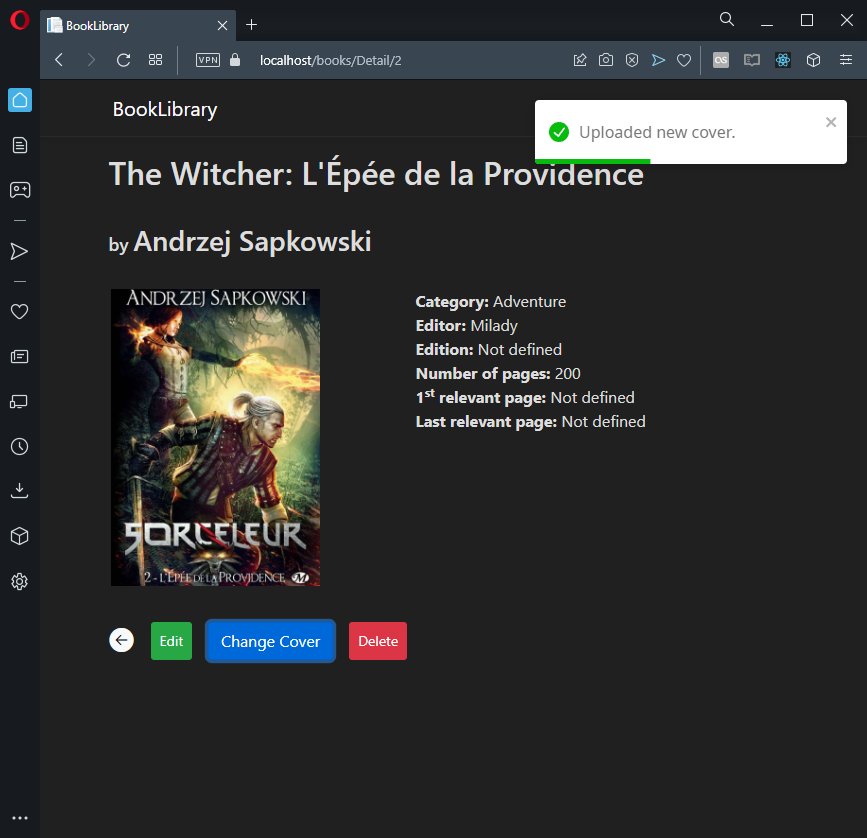 BookLibrary
VPN
localhost/books/Detail/2
OS
BookLibrary
Uploaded new cover.
The Witcher: L'Épée de la Providence
by Andrzej Sapkowski
ANDRZEJ SAPKOWSKI
SORCELEUR
2 - L'ÉPÉE DE LA PROVIDENCE
M
Category: Adventure
Editor: Milady
Edition: Not defined
Number of pages: 200
1st relevant page: Not defined
Last relevant page: Not defined
Edit
Change Cover
Delete